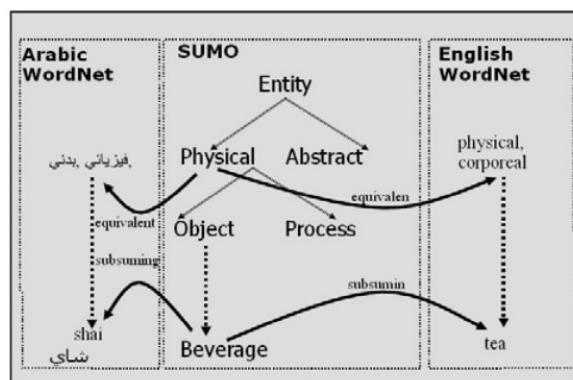 Arabic
WordNet
SUMO
English
WordNet
Entity
فيزياني, بدني,
Physical
Abstract
physical,
corporeal
equivalent
equivalen
Object
Process
subsuming
subsumin
shai
شاي
Beverage
tea